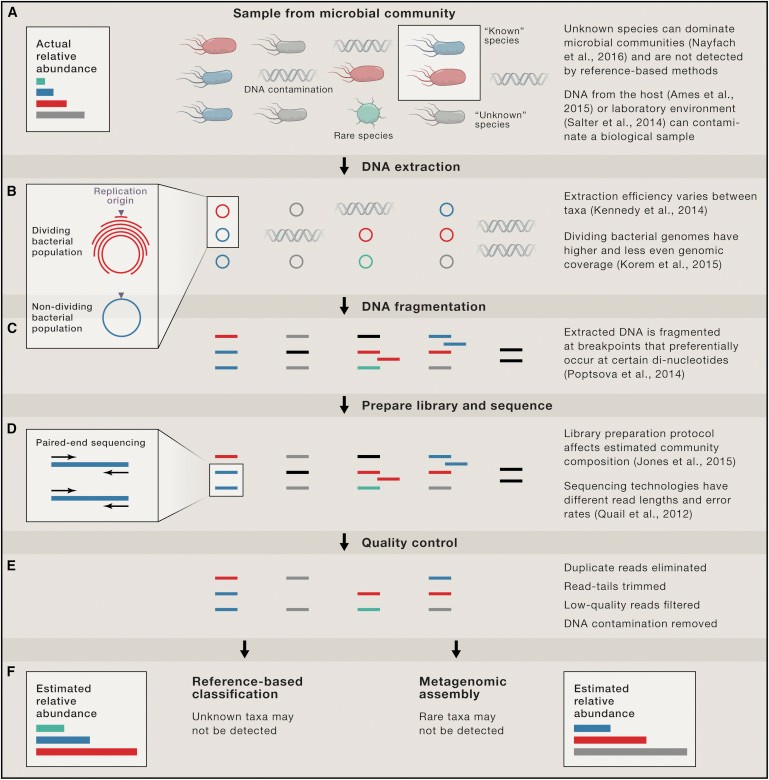 A
Sample from microbial community
Actual
relative
abundance
DNA contamination
Rare species
“Known”
species
“Unknown”
species
Unknown species can dominate
microbial communities (Nayfach
et al., 2016) and are not detected
by reference-based methods
DNA from the host (Ames et al.,
2015) or laboratory environment
(Salter et al., 2014) can contami-
nate a biological sample
DNA extraction
B
Replication
origin
Dividing
bacterial
population
Non-dividing
bacterial
population
Extraction efficiency varies between
taxa (Kennedy et al., 2014)
Dividing bacterial genomes have
higher and less even genomic
coverage (Korem et al., 2015)
DNA fragmentation
C
Extracted DNA is fragmented
at breakpoints that preferentially
occur at certain di-nucleotides
(Poptsova et al., 2014)
Prepare library and sequence
D
Paired-end sequencing
Library preparation protocol
affects estimated community
composition (Jones et al., 2015)
Sequencing technologies have
different read lengths and error
rates (Quail et al., 2012)
Quality control
E
Duplicate reads eliminated
Read-tails trimmed
Low-quality reads filtered
DNA contamination removed
F
Estimated
relative
abundance
Reference-based
classification
Unknown taxa may
not be detected
Metagenomic
assembly
Rare taxa may
not be detected
Estimated
relative
abundance